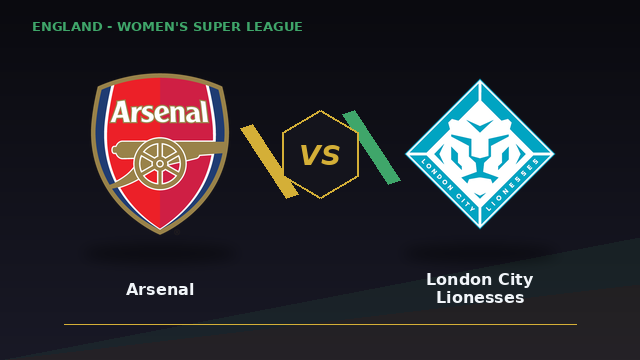 ENGLAND - WOMEN'S SUPER LEAGUE
Arsenal
VS
LONDON CITY LIONESSES
Arsenal
London City
Lionesses